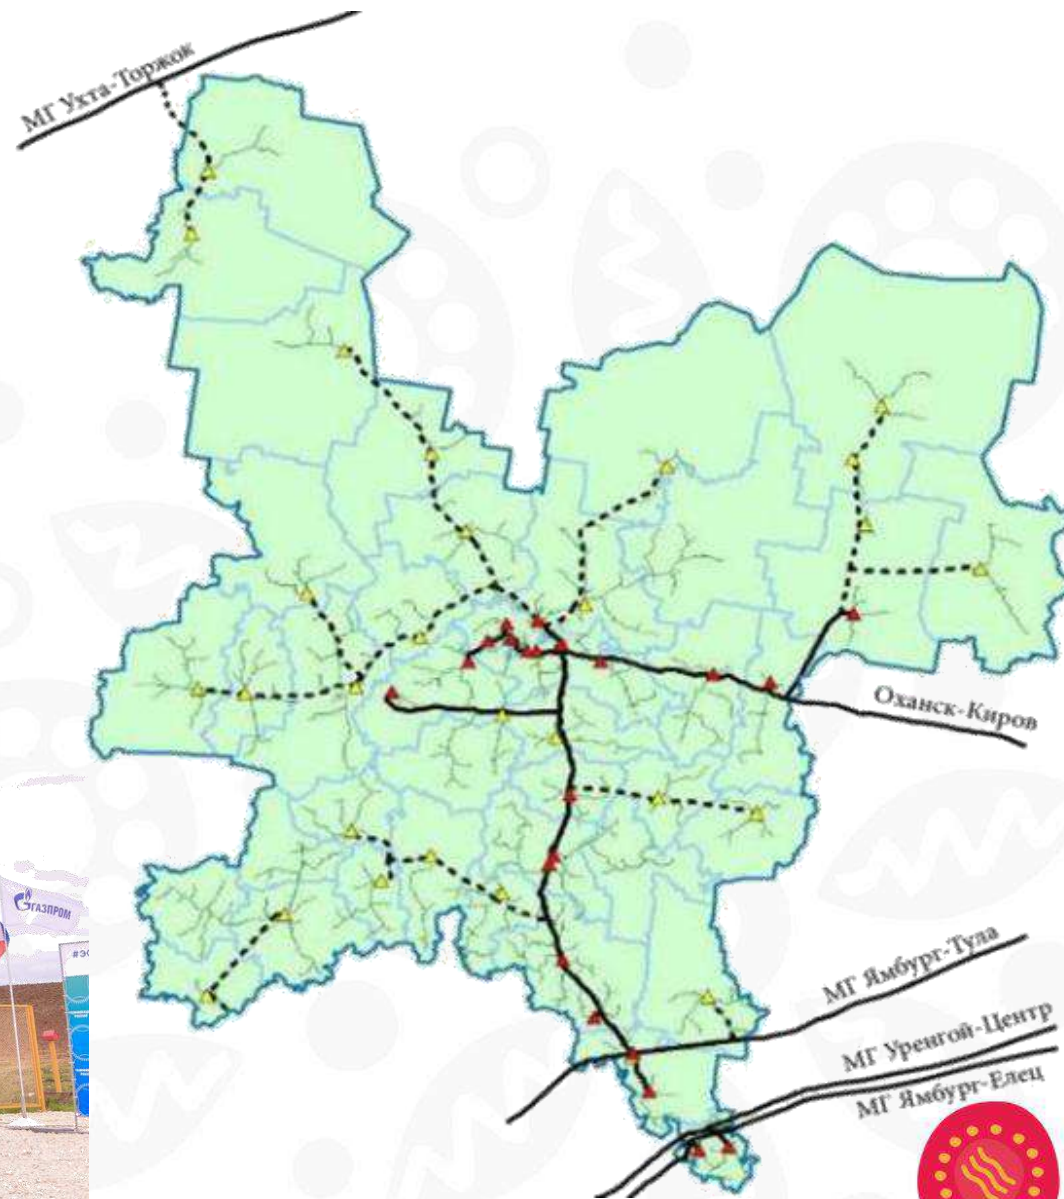 МГ Ухта-Торжок
Оханск-Киров
МГ Ямбург-Тула
МГ Уренгой-Центр
МГ Ямбург-Елец
ГАЗПРОМ